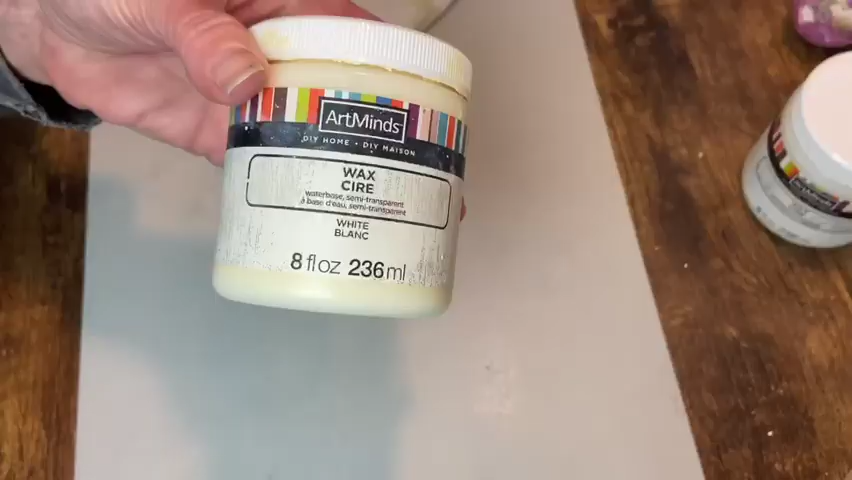 ArtMinds
DIY HOME • DIY MAISON
WAX
CIRE
waterbase, semi-transparent
à base d'eau, semi-transparent
WHITE
BLANC
8 fl oz 236 ml